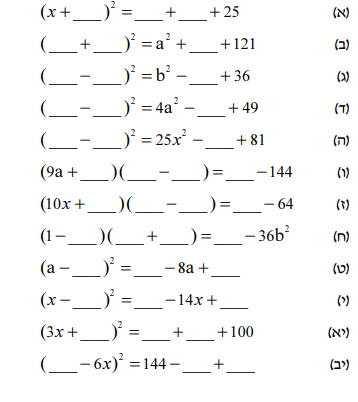 (א) (x + ___)² = ___ + ___ + 25
(ב) (___ + ___)² = a² + ___ + 121
(ג) (___ − ___)² = b² − ___ + 36
(ד) (___ − ___)² = 4a² − ___ + 49
(ה) (___ − ___)² = 25x² − ___ + 81
(ו) (9a + ___)(___ − ___) = ___ − 144
(ז) (10x + ___)(___ − ___) = ___ − 64
(ח) (1 − ___)(___ + ___) = ___ − 36b²
(ט) (a − ___)² = ___ − 8a + ___
(י) (x − ___)² = ___ − 14x + ___
(יא) (3x + ___)² = ___ + ___ + 100
(יב) (___ − 6x)² = 144 − ___ + ___